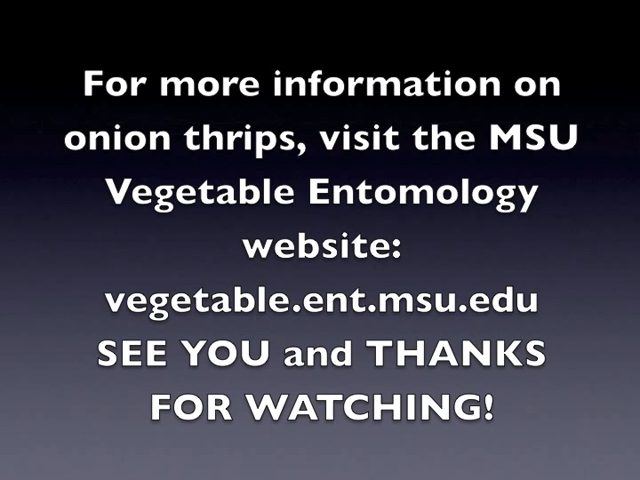 For more information on
onion thrips, visit the MSU
Vegetable Entomology
website:
vegetable.ent.msu.edu
SEE YOU and THANKS
FOR WATCHING!